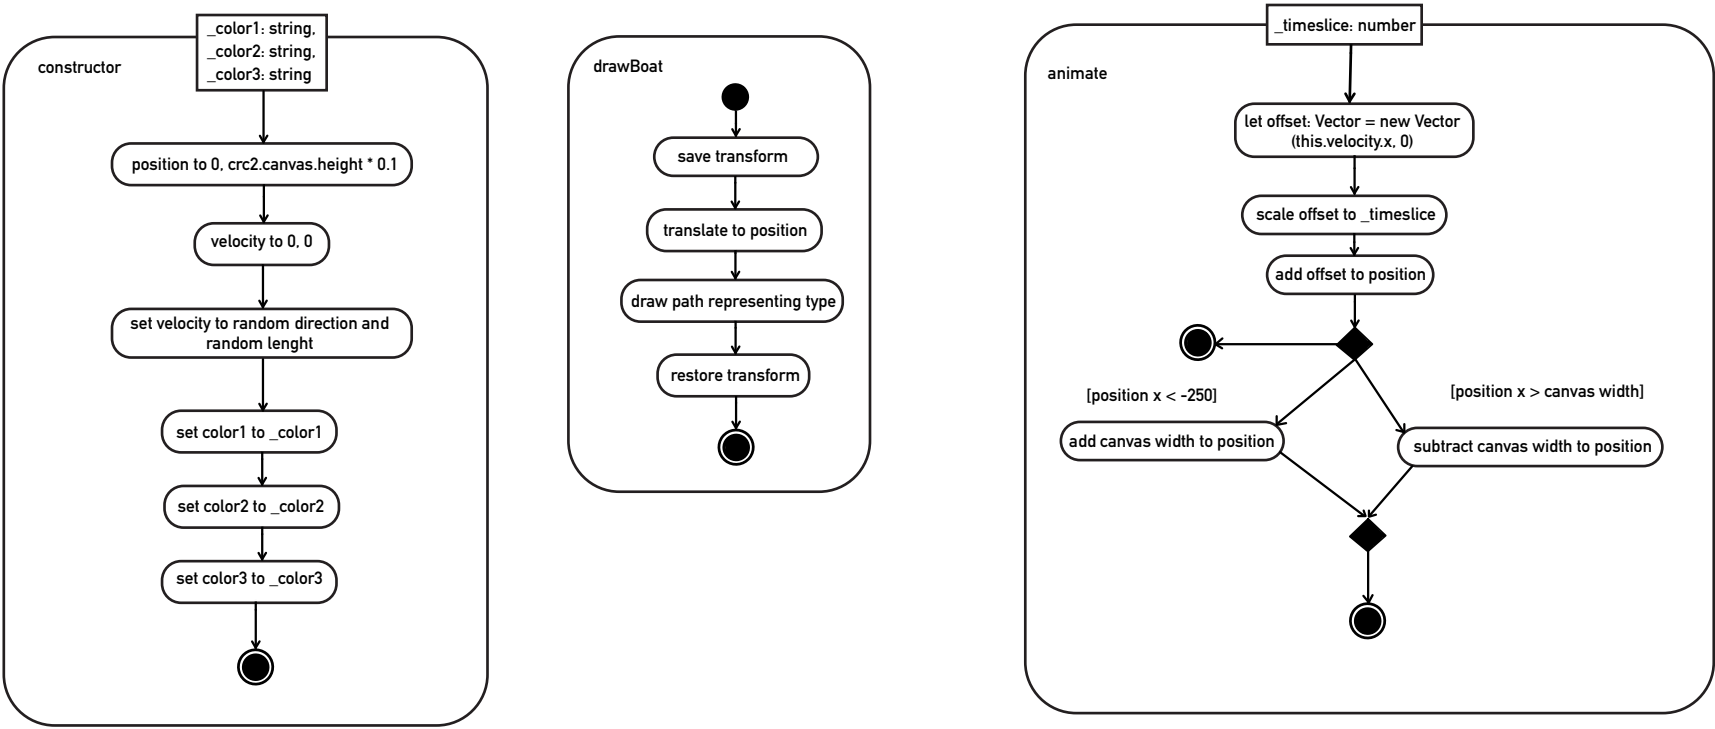 constructor
_color1: string,
_color2: string,
_color3: string
position to 0, crc2.canvas.height * 0.1
velocity to 0, 0
set velocity to random direction and
random lenght
set color1 to _color1
set color2 to _color2
set color3 to _color3
drawBoat
save transform
translate to position
draw path representing type
restore transform
animate
_timeslice: number
let offset: Vector = new Vector
(this.velocity.x, 0)
scale offset to _timeslice
add offset to position
[position x < -250]
[position x > canvas width]
add canvas width to position
subtract canvas width to position